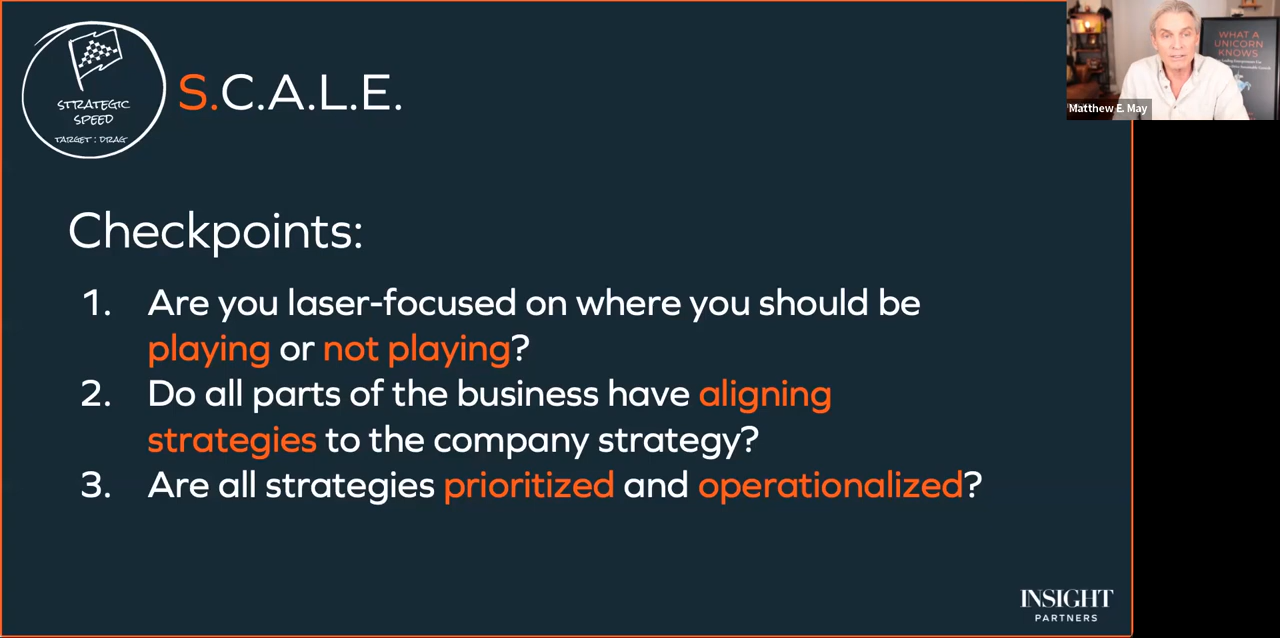 STRATEGIC
SPEED
TARGET : DRAG
S.C.A.L.E.
WHAT A
UNICORN
KNOWS
Matthew E. May
Checkpoints:
1. Are you laser-focused on where you should be
playing or not playing?
2. Do all parts of the business have aligning
strategies to the company strategy?
3. Are all strategies prioritized and operationalized?
INSIGHT
PARTNERS